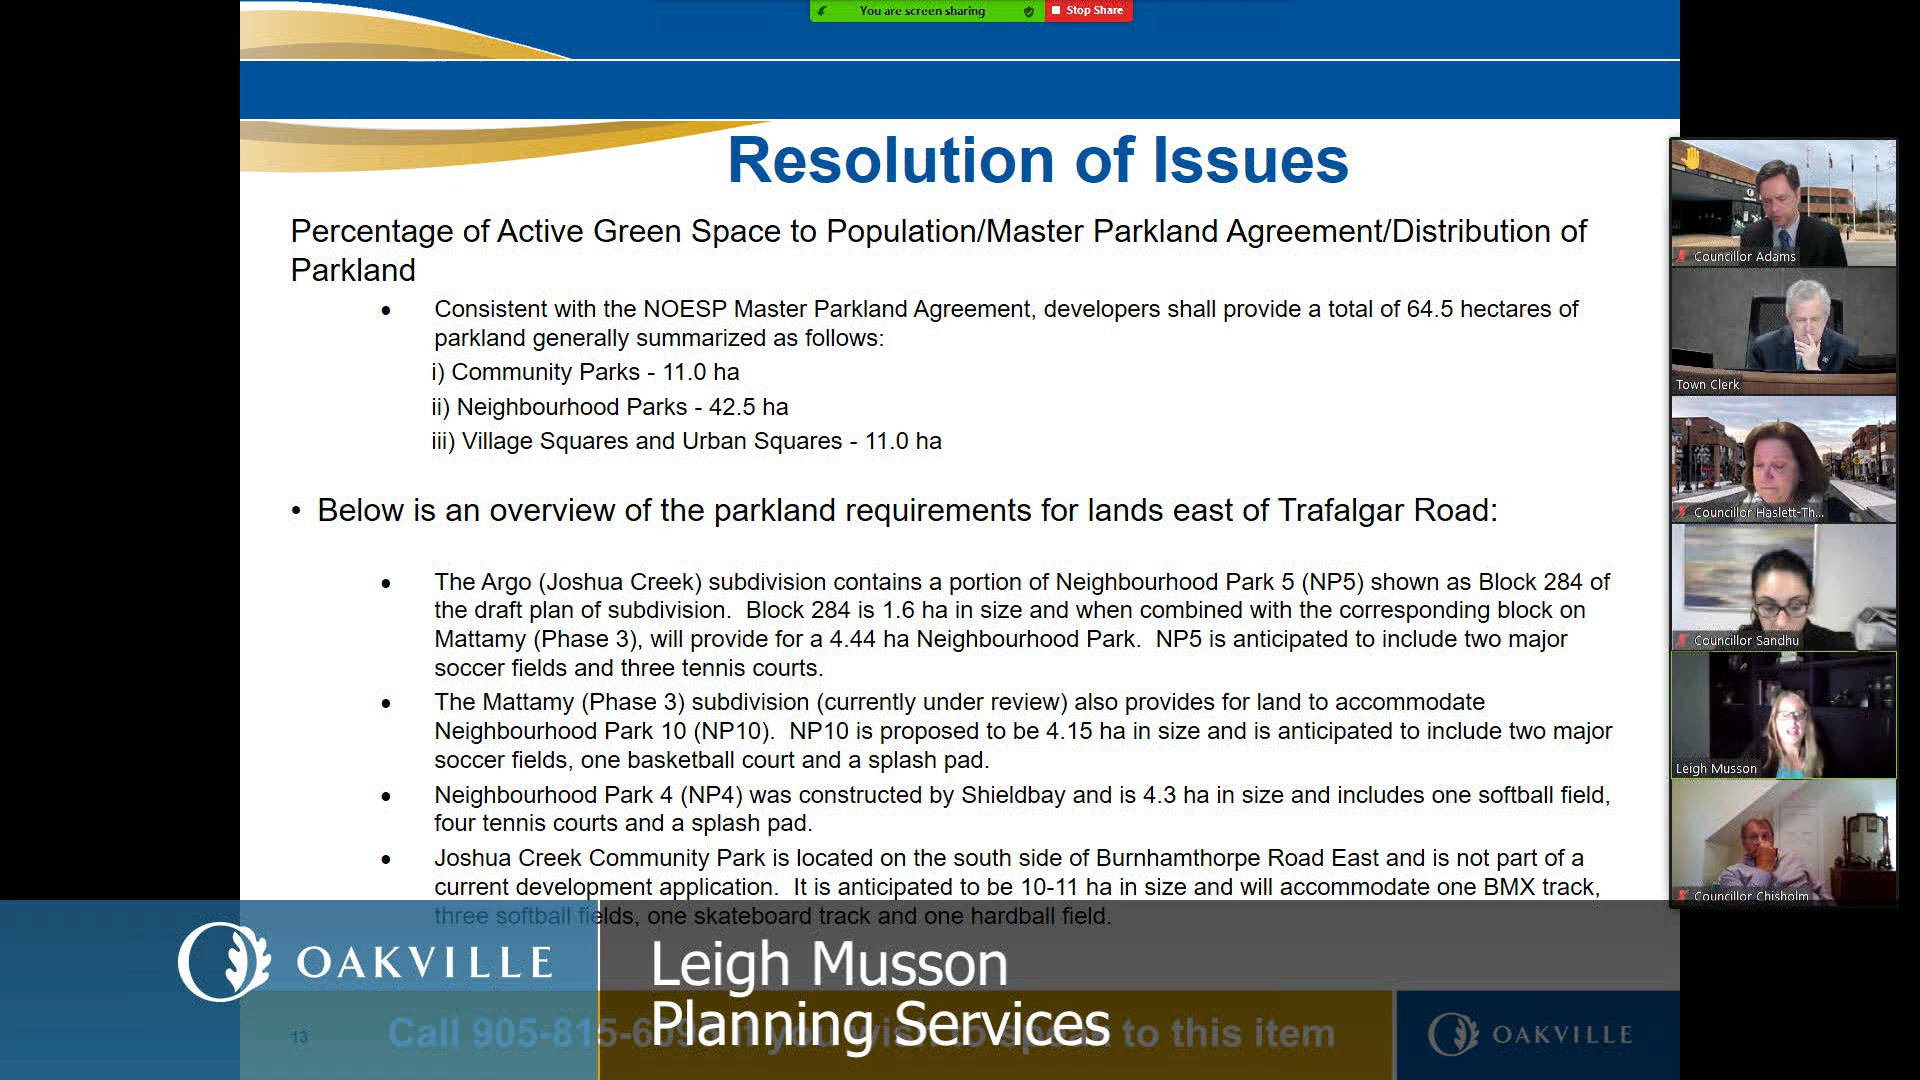 You are screen sharing
Stop Share
Resolution of Issues
Percentage of Active Green Space to Population/Master Parkland Agreement/Distribution of
Parkland
• Consistent with the NOESP Master Parkland Agreement, developers shall provide a total of 64.5 hectares of
parkland generally summarized as follows:
i) Community Parks - 11.0 ha
ii) Neighbourhood Parks - 42.5 ha
iii) Village Squares and Urban Squares - 11.0 ha
• Below is an overview of the parkland requirements for lands east of Trafalgar Road:
• The Argo (Joshua Creek) subdivision contains a portion of Neighbourhood Park 5 (NP5) shown as Block 284 of
the draft plan of subdivision. Block 284 is 1.6 ha in size and when combined with the corresponding block on
Mattamy (Phase 3), will provide for a 4.44 ha Neighbourhood Park. NP5 is anticipated to include two major
soccer fields and three tennis courts.
• The Mattamy (Phase 3) subdivision (currently under review) also provides for land to accommodate
Neighbourhood Park 10 (NP10). NP10 is proposed to be 4.15 ha in size and is anticipated to include two major
soccer fields, one basketball court and a splash pad.
• Neighbourhood Park 4 (NP4) was constructed by Shieldbay and is 4.3 ha in size and includes one softball field,
four tennis courts and a splash pad.
• Joshua Creek Community Park is located on the south side of Burnhamthorpe Road East and is not part of a
current development application. It is anticipated to be 10-11 ha in size and will accommodate one BMX track,
three softball fields, one skateboard track and one hardball field.
Councillor Adams
Town Clerk
Councillor Haslett-Th...
Councillor Sandhu
Leigh Musson
Councillor Chisholm
OAKVILLE
Leigh Musson
Planning Services
13
Call 905-815- if you wish to speak to this item
OAKVILLE